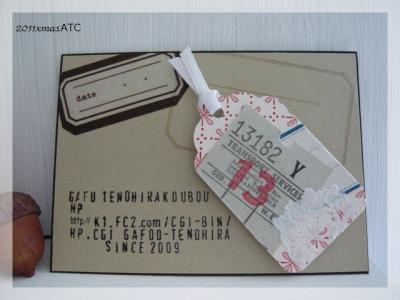 2011xmasATC
date
13182 V
TRANSPORT SERVICES
13
GAFU TENOHIRAKOUBOU
HP
http:// K1.FC2.com/CGI-BIN/
HP.CGI GAFOO-TENOHIRA
SINCE 2009